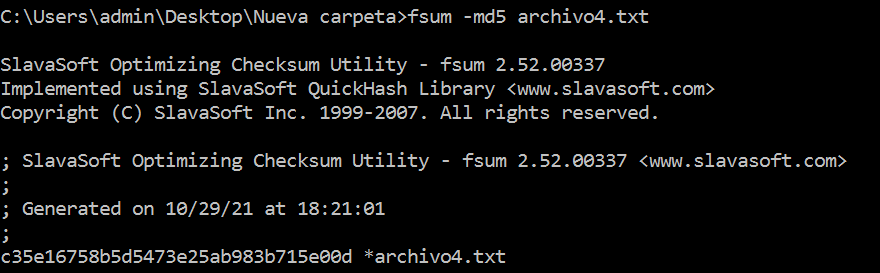 C:\Users\admin\Desktop\Nueva carpeta>fsum -md5 archivo4.txt
SlavaSoft Optimizing Checksum Utility - fsum 2.52.00337
Implemented using SlavaSoft QuickHash Library <www.slavasoft.com>
Copyright (C) SlavaSoft Inc. 1999-2007. All rights reserved.
; SlavaSoft Optimizing Checksum Utility - fsum 2.52.00337 <www.slavasoft.com>
;
; Generated on 10/29/21 at 18:21:01
;
c35e16758b5d5473e25ab983b715e00d *archivo4.txt